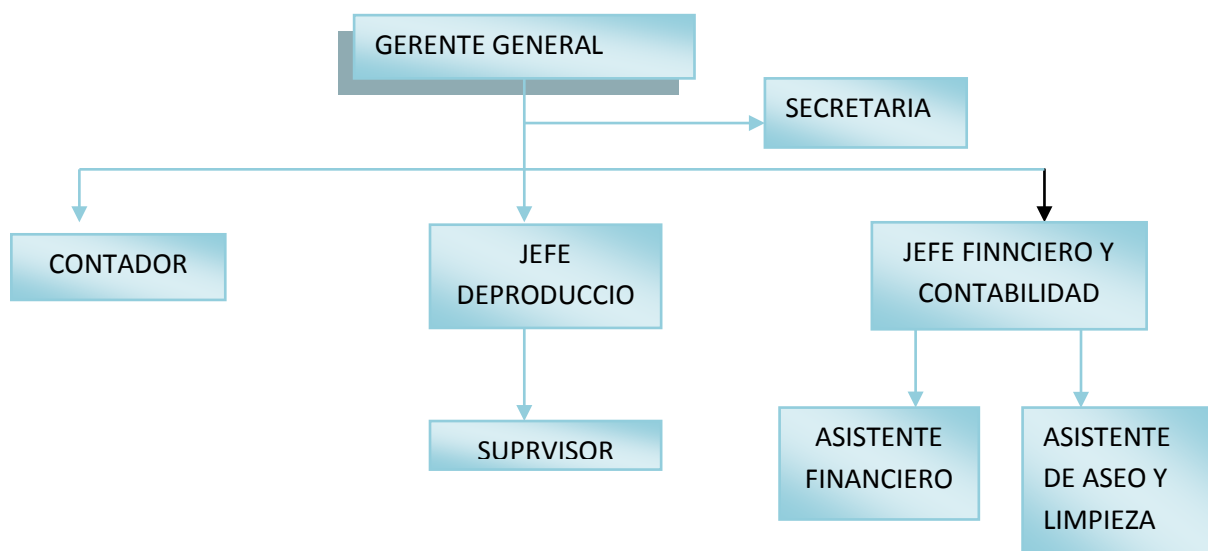 GERENTE GENERAL
SECRETARIA
CONTADOR
JEFE
DEPRODUCCIO
JEFE FINNCIERO Y
CONTABILIDAD
SUPRVISOR
ASISTENTE
FINANCIERO
ASISTENTE
DE ASEO Y
LIMPIEZA